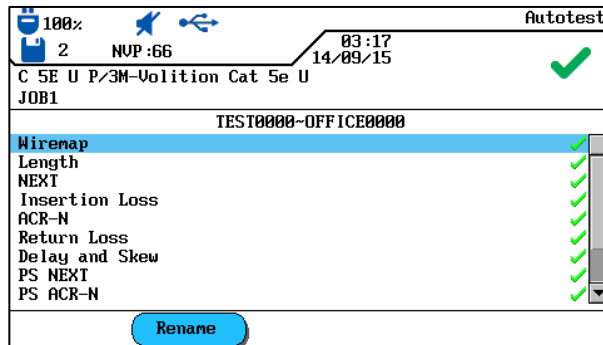 100% Autotest
2 NVP:66 03:17
14/09/15
C 5E U P/3M-Volition Cat 5e U
JOB1
TEST0000~OFFICE0000
Wiremap
Length
NEXT
Insertion Loss
ACR-N
Return Loss
Delay and Skew
PS NEXT
PS ACR-N
Rename